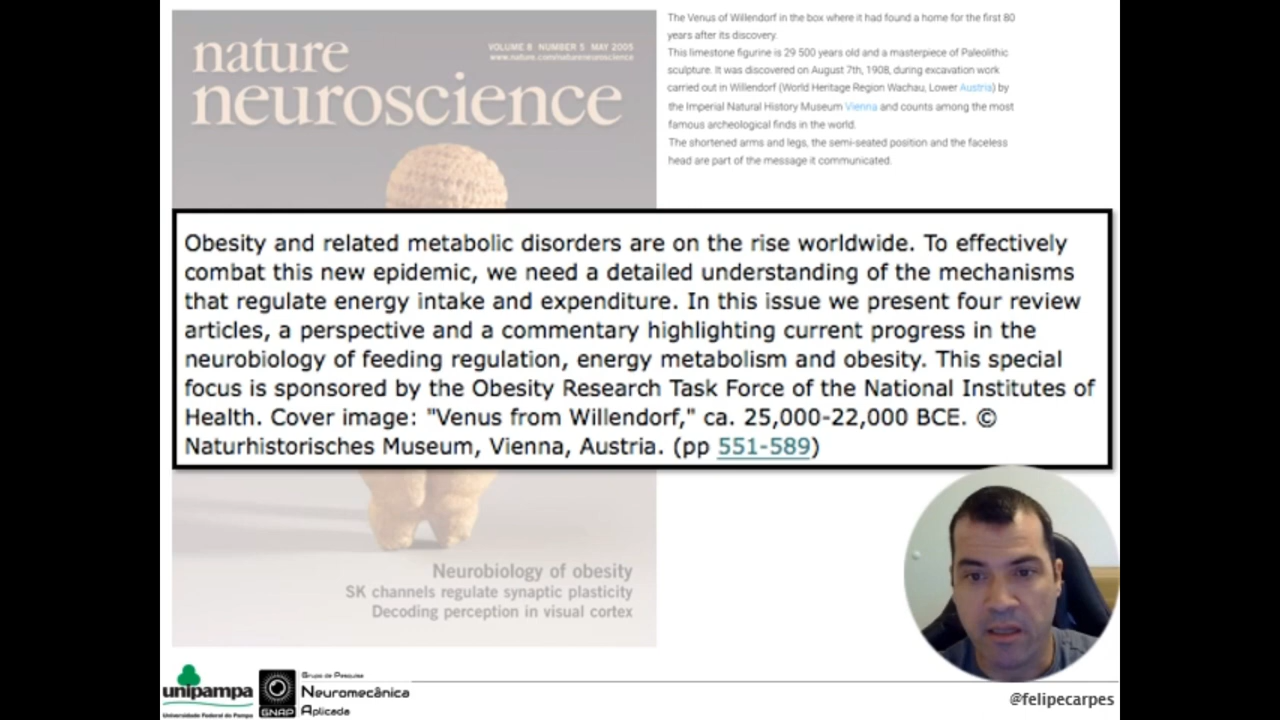 nature
neuroscience
VOLUME 8 NUMBER 5 MAY 2005
www.nature.com/natureneuroscience
The Venus of Willendorf in the box where it had found a home for the first 80
years after its discovery.
This limestone figurine is 29 500 years old and a masterpiece of Paleolithic
sculpture. It was discovered on August 7th, 1908, during excavation work
carried out in Willendorf (World Heritage Region Wachau, Lower Austria) by
the Imperial Natural History Museum Vienna and counts among the most
famous archeological finds in the world.
The shortened arms and legs, the semi-seated position and the faceless
head are part of the message it communicated.
Obesity and related metabolic disorders are on the rise worldwide. To effectively
combat this new epidemic, we need a detailed understanding of the mechanisms
that regulate energy intake and expenditure. In this issue we present four review
articles, a perspective and a commentary highlighting current progress in the
neurobiology of feeding regulation, energy metabolism and obesity. This special
focus is sponsored by the Obesity Research Task Force of the National Institutes of
Health. Cover image: "Venus from Willendorf," ca. 25,000-22,000 BCE. ©
Naturhistorisches Museum, Vienna, Austria. (pp 551-589)
Neurobiology of obesity
SK channels regulate synaptic plasticity
Decoding perception in visual cortex
unipampa
Universidade Federal do Pampa
GNAP
Grupo de Pesquisa
Neuromecânica
Aplicada
@felipecarpes